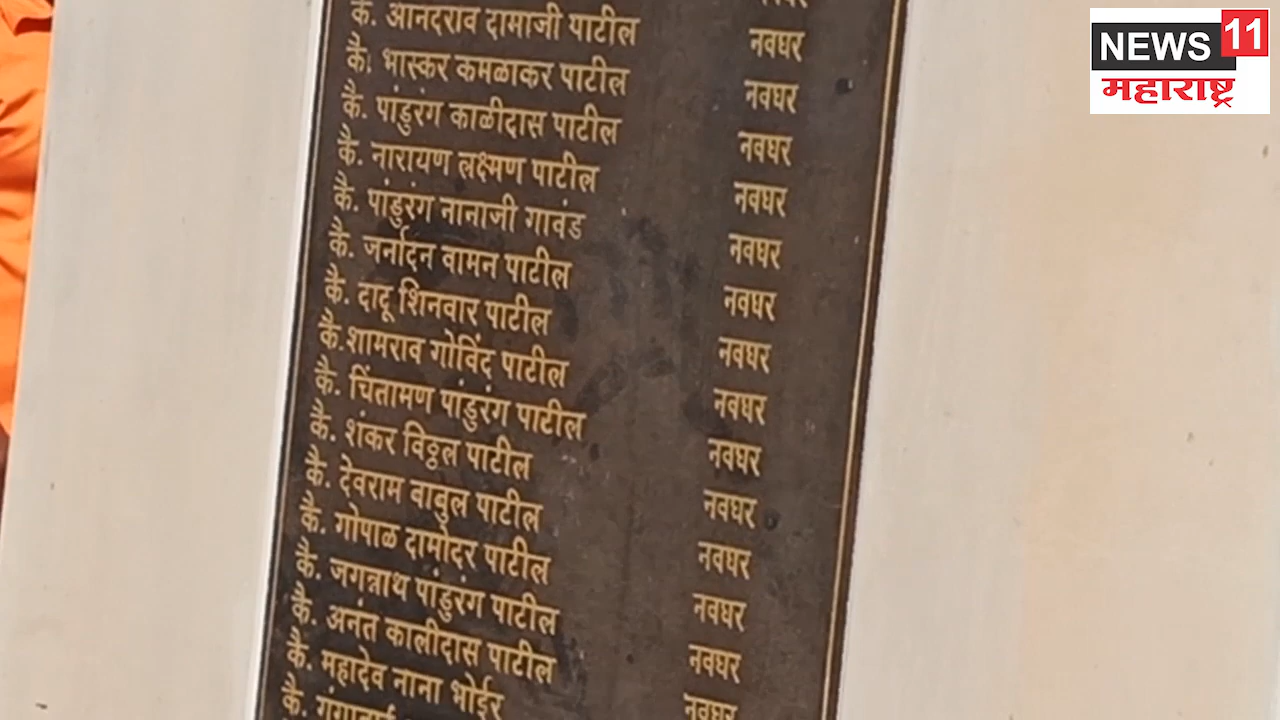 कै. आनंदराव दामाजी पाटील नवघर
कै. भास्कर कमळाकर पाटील नवघर
कै. पांडुरंग काळीदास पाटील नवघर
कै. नारायण लक्ष्मण पाटील नवघर
कै. पांडुरंग नानाजी गावंड नवघर
कै. जर्नादन वामन पाटील नवघर
कै. दादू शिनवार पाटील नवघर
कै.शामराव गोविंद पाटील नवघर
कै. चिंतामण पांडुरंग पाटील नवघर
कै. शंकर विठ्ठल पाटील नवघर
कै. देवराम बाबुल पाटील नवघर
कै. गोपाळ दामोदर पाटील नवघर
कै. जगन्नाथ पांडुरंग पाटील नवघर
कै. अनंत कालीदास पाटील नवघर
कै. महादेव नाना भोईर नवघर
कै.
NEWS 11
महाराष्ट्र